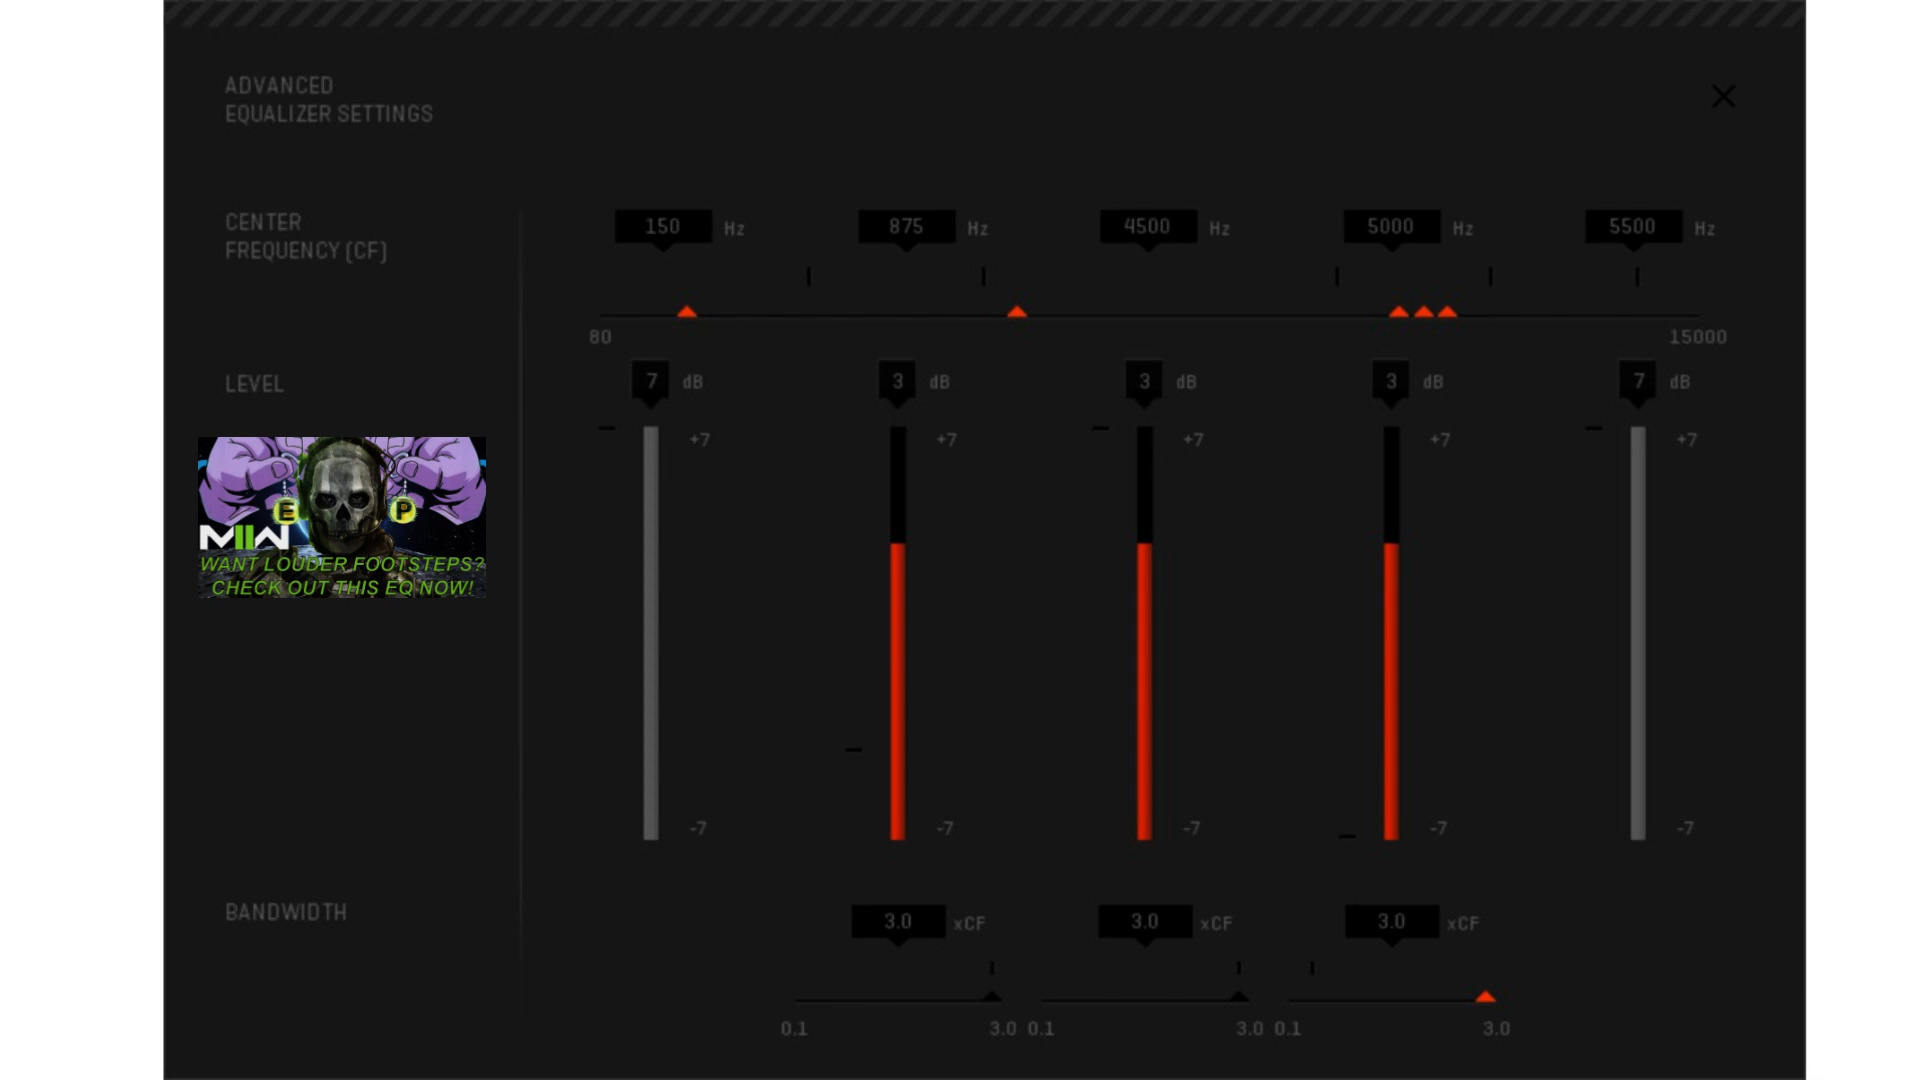 ADVANCED
EQUALIZER SETTINGS
CENTER
FREQUENCY (CF)
150 Hz 875 Hz 4500 Hz 5000 Hz 5500 Hz
80 15000
LEVEL
7 dB 3 dB 3 dB 3 dB 7 dB
+7 +7 +7 +7 +7
E P
MW
WANT LOUDER FOOTSTEPS?
CHECK OUT THIS EQ NOW!
-7 -7 -7 -7 -7
BANDWIDTH
3.0 xCF 3.0 xCF 3.0 xCF
0.1 3.0 0.1 3.0 0.1 3.0